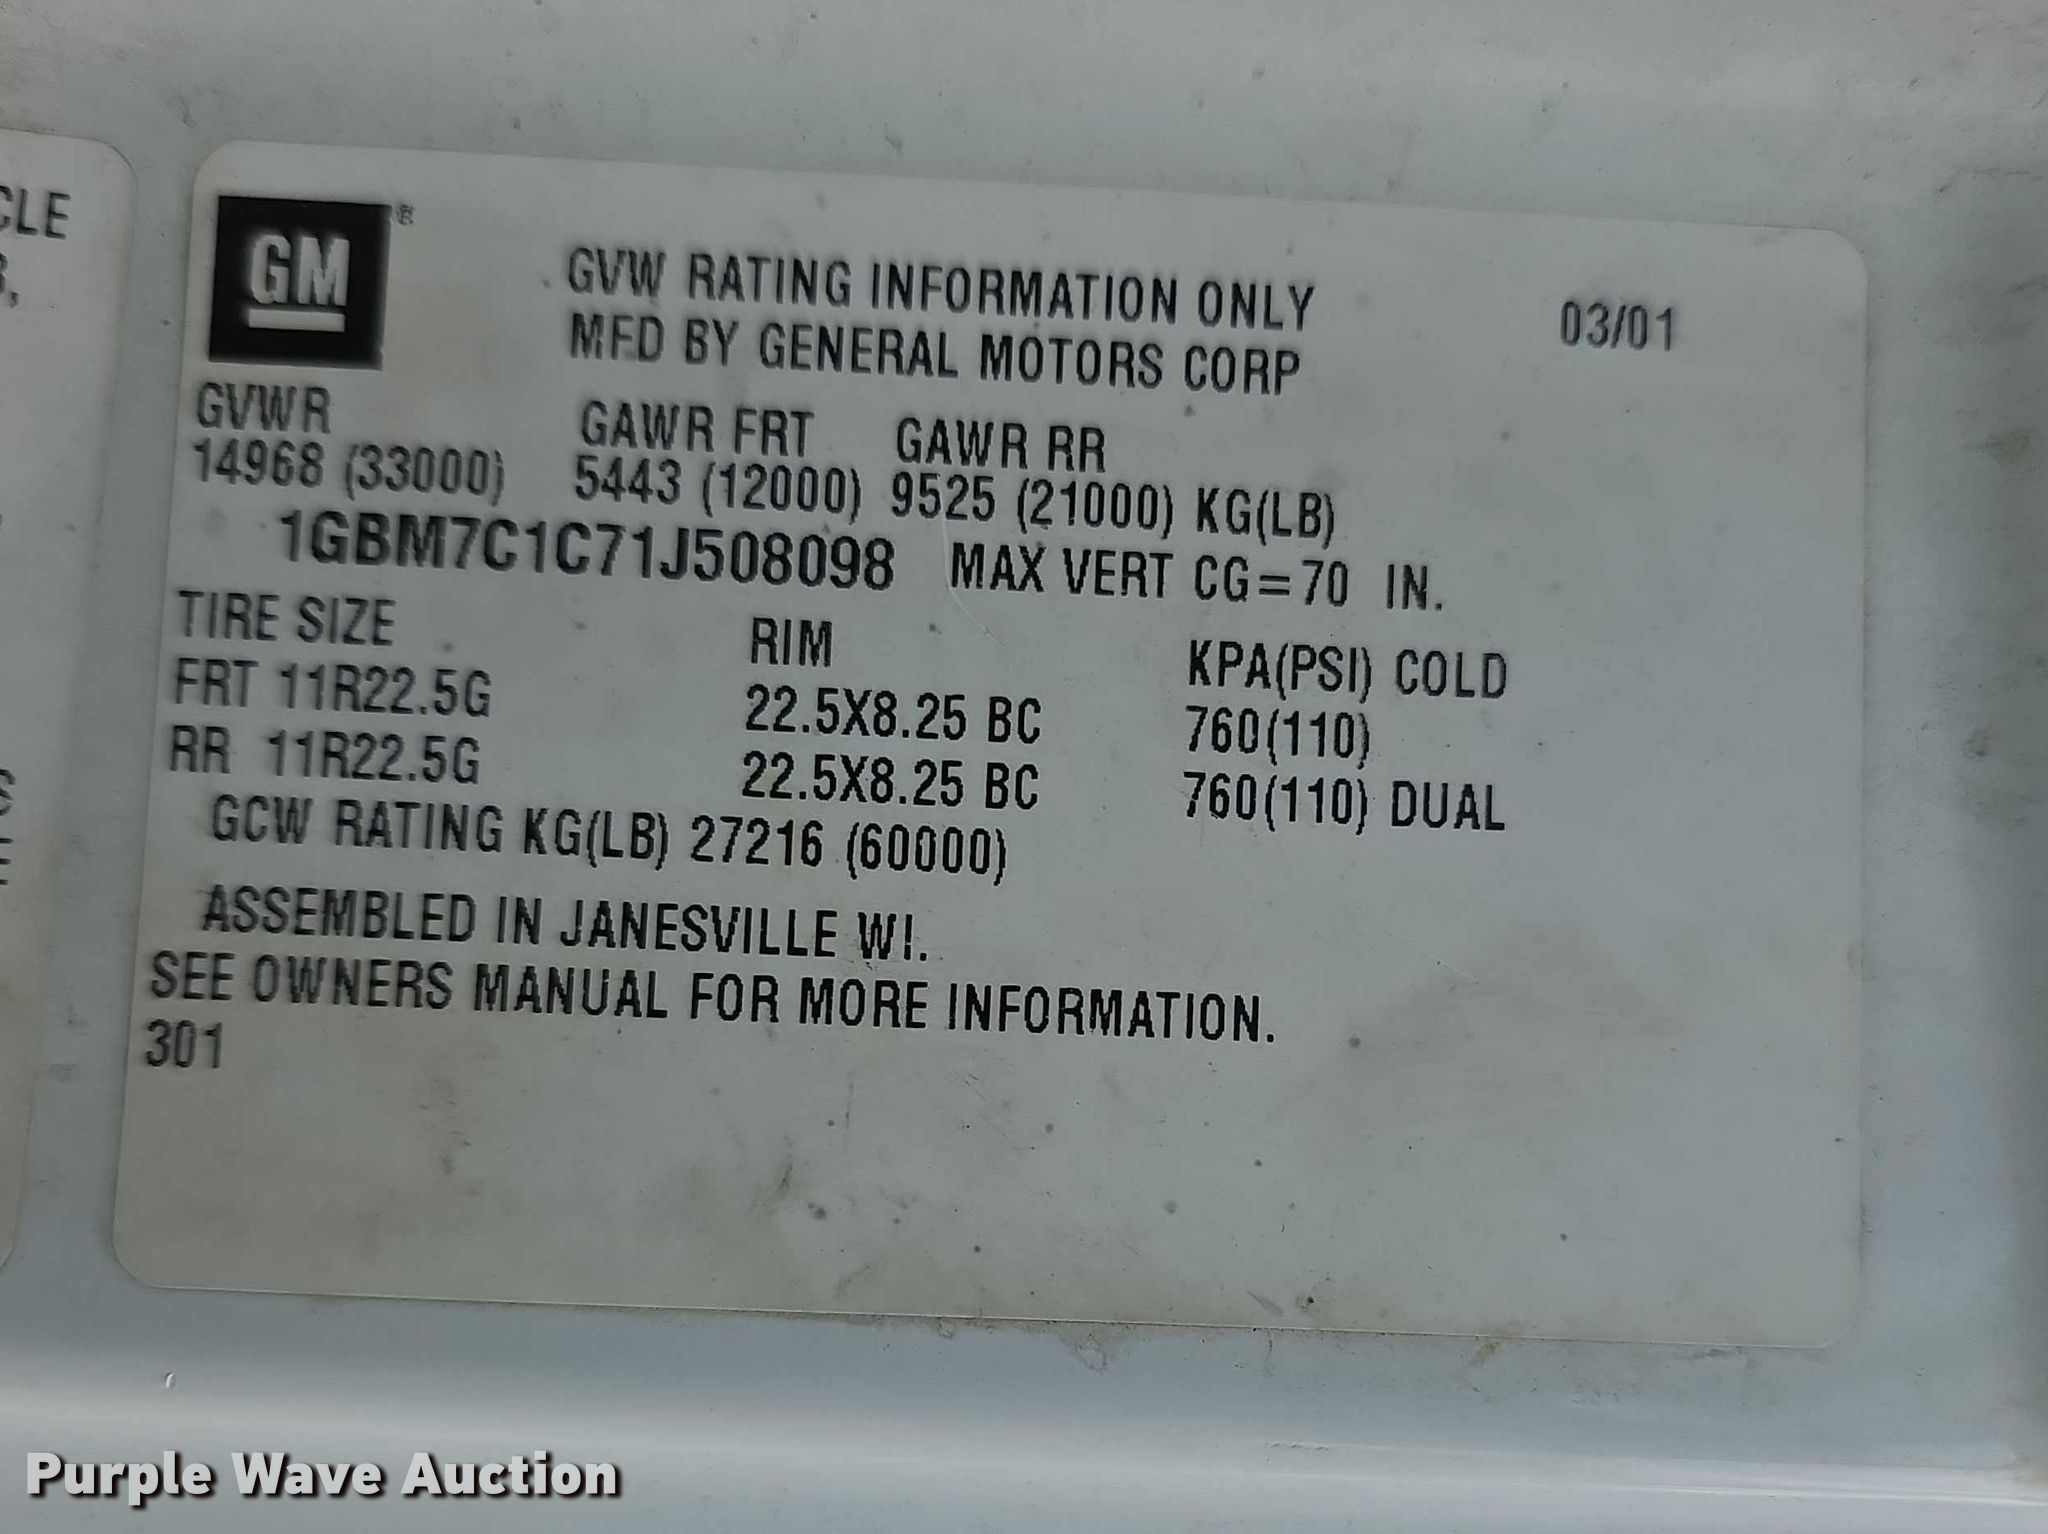 CLE
GM
®
GVW RATING INFORMATION ONLY
03/01
MFD BY GENERAL MOTORS CORP
GVWR GAWR FRT GAWR RR
14968 (33000) 5443 (12000) 9525 (21000) KG(LB)
1GBM7C1C71J508098 MAX VERT CG=70 IN.
TIRE SIZE RIM KPA(PSI) COLD
FRT 11R22.5G 22.5X8.25 BC 760(110)
RR 11R22.5G 22.5X8.25 BC 760(110) DUAL
GCW RATING KG(LB) 27216 (60000)
ASSEMBLED IN JANESVILLE WI.
SEE OWNERS MANUAL FOR MORE INFORMATION.
301
Purple Wave Auction